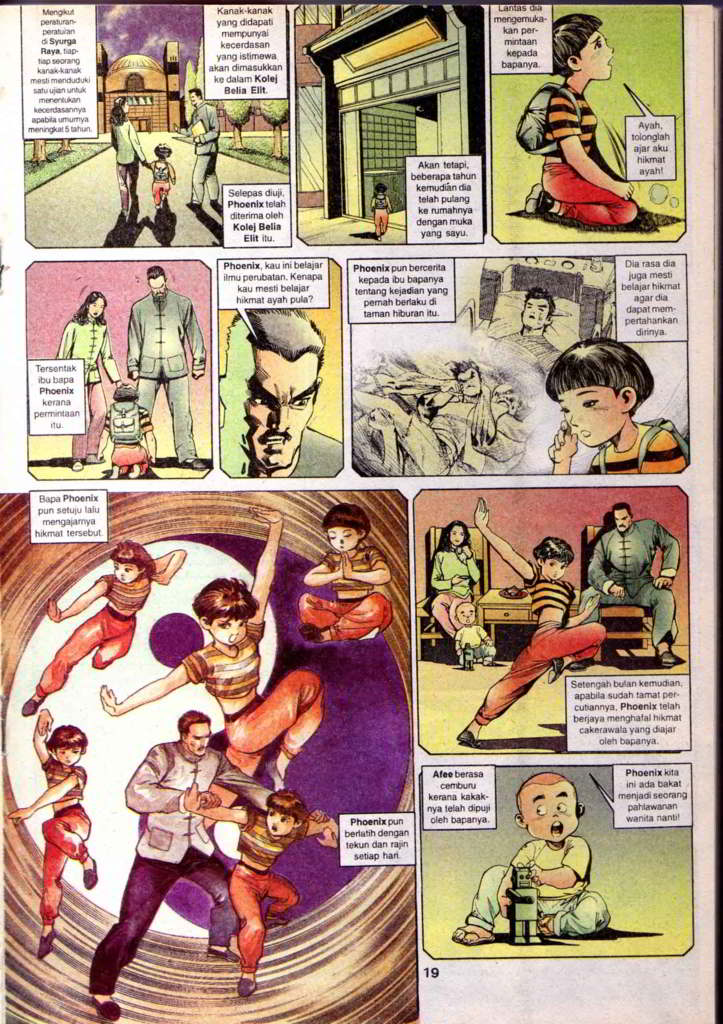 Mengikut
peraturan-
peraturan
di Syurga
Raya, tiap-
tiap seorang
kanak-kanak
mesti menduduki
satu ujian untuk
menentukan
kecerdasannya
apabila umurnya
meningkat 5 tahun.
Kanak-kanak
yang didapati
mempunyai
kecerdasan
yang istimewa
akan dimasukkan
ke dalam Kolej
Belia Elit.
Selepas diuji,
Phoenix telah
diterima oleh
Kolej Belia
Elit itu.
Akan tetapi,
beberapa tahun
kemudian dia
telah pulang
ke rumahnya
dengan muka
yang sayu.
Lantas dia
mengemuka-
kan per-
mintaan
kepada
bapanya.
Ayah,
tolonglah
ajar aku
hikmat
ayah!
Tersentak
ibu bapa
Phoenix
kerana
permintaan
itu.
Phoenix, kau ini belajar
ilmu perubatan. Kenapa
kau mesti belajar
hikmat ayah pula?
Phoenix pun bercerita
kepada ibu bapanya
tentang kejadian yang
pernah berlaku di
taman hiburan itu.
Dia rasa dia
juga mesti
belajar hikmat
agar dia
dapat mem-
pertahankan
dirinya.
Bapa Phoenix
pun setuju lalu
mengajarnya
hikmat tersebut.
Phoenix pun
berlatih dengan
tekun dan rajin
setiap hari.
Setengah bulan kemudian,
apabila sudah tamat per-
cutiannya, Phoenix telah
berjaya menghafal hikmat
cakerawala yang diajar
oleh bapanya.
Afee berasa
cemburu
kerana kakak-
nya telah dipuji
oleh bapanya.
Phoenix kita
ini ada bakat
menjadi seorang
pahlawanan
wanita nanti!
19